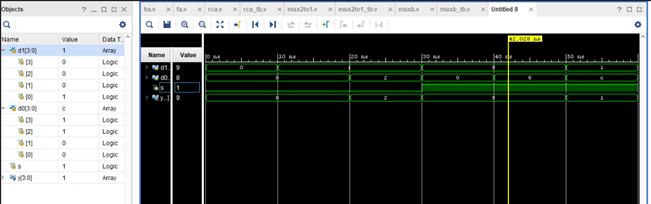 Objects
ha.v
fa.v
rca.v
rca_tb.v
mux2to1.v
mux2to1_tb.v
muxb.v
muxb_tb.v
Untitled 8
Name Value Data T...
d1[3:0] 1 Array
[3] 0 Logic
[2] 0 Logic
[1] 0 Logic
[0] 1 Logic
d0[3:0] c Array
[3] 1 Logic
[2] 1 Logic
[1] 0 Logic
[0] 0 Logic
s 1 Logic
y[3:0] 1 Array
42.028 ns
Name Value
0 ns 10 ns 20 ns 30 ns 40 ns 50 ns
d1.. 9 0 1 9 1
d0.. 8 0 2 0 8 c
s 1
y..] 9 0 2 9 1